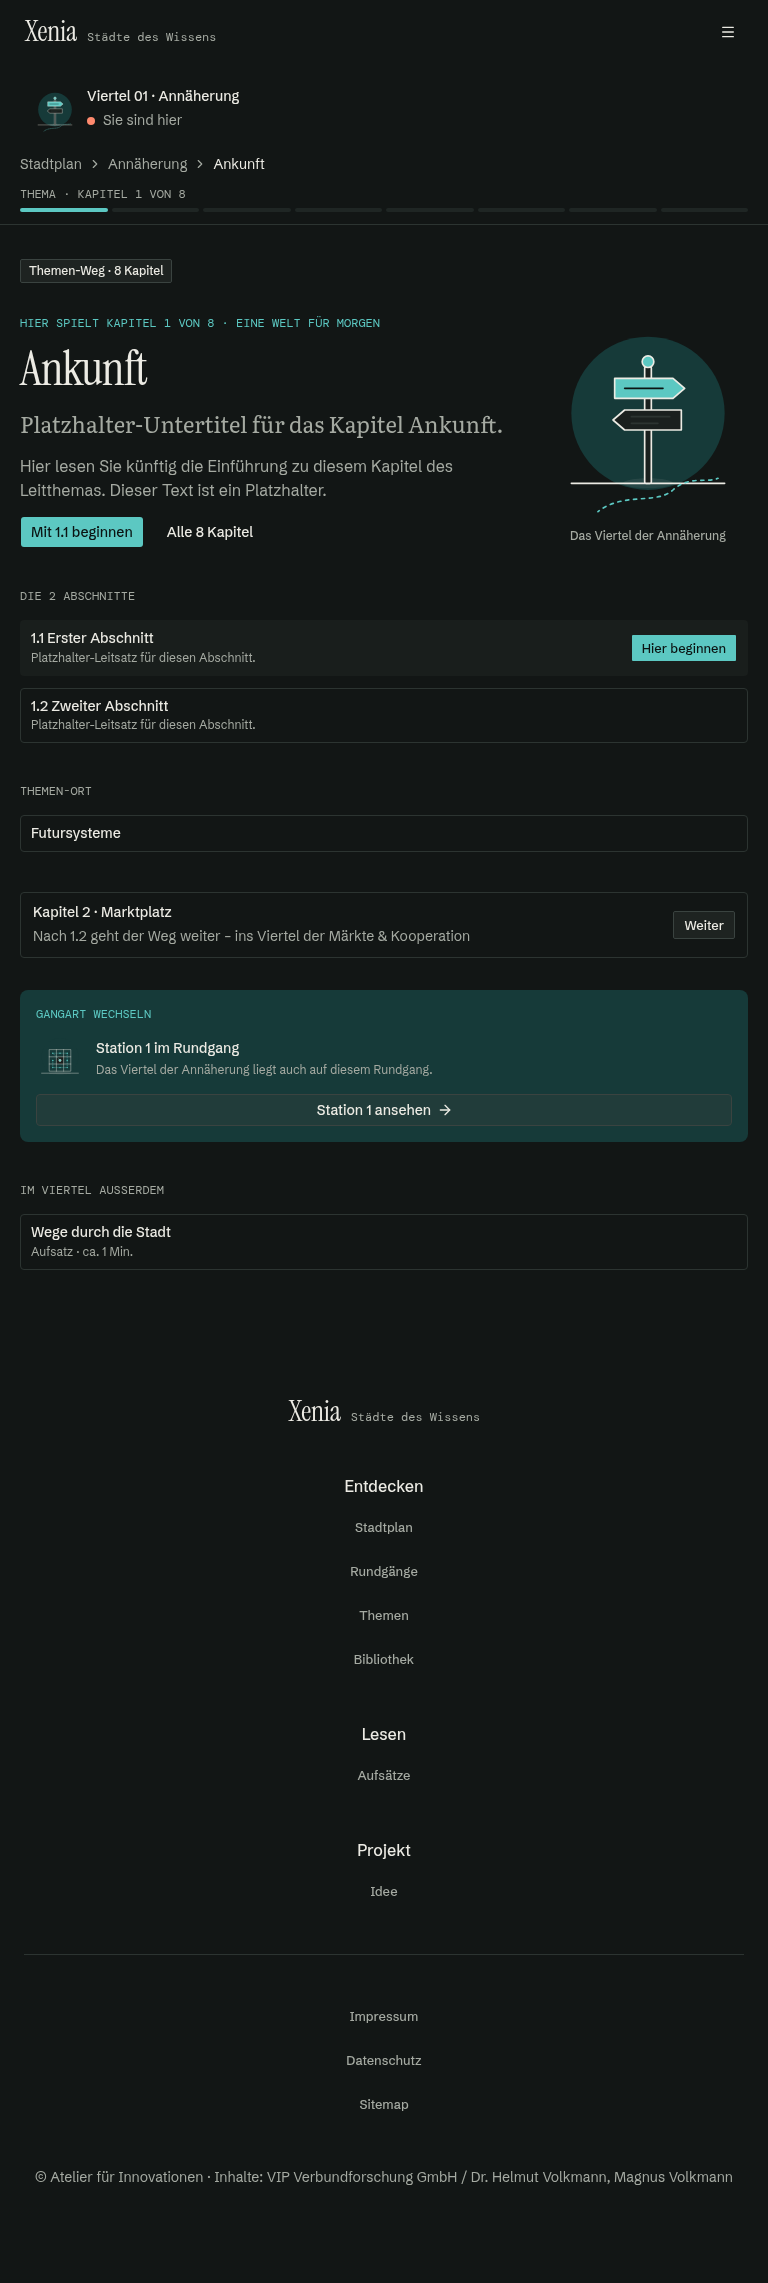 Xenia Städte des Wissens
Viertel 01 · Annäherung
Sie sind hier
Stadtplan > Annäherung > Ankunft
THEMA · KAPITEL 1 VON 8
Themen-Weg · 8 Kapitel
HIER SPIELT KAPITEL 1 VON 8 · EINE WELT FÜR MORGEN
Ankunft
Platzhalter-Untertitel für das Kapitel Ankunft.
Hier lesen Sie künftig die Einführung zu diesem Kapitel des
Leitthemas. Dieser Text ist ein Platzhalter.
Mit 1.1 beginnen Alle 8 Kapitel
Das Viertel der Annäherung
DIE 2 ABSCHNITTE
1.1 Erster Abschnitt
Platzhalter-Leitsatz für diesen Abschnitt.
Hier beginnen
1.2 Zweiter Abschnitt
Platzhalter-Leitsatz für diesen Abschnitt.
THEMEN-ORT
Futursysteme
Kapitel 2 · Marktplatz
Nach 1.2 geht der Weg weiter – ins Viertel der Märkte & Kooperation
Weiter
GANGART WECHSELN
Station 1 im Rundgang
Das Viertel der Annäherung liegt auch auf diesem Rundgang.
Station 1 ansehen →
IM VIERTEL AUSSERDEM
Wege durch die Stadt
Aufsatz · ca. 1 Min.
Xenia Städte des Wissens
Entdecken
Stadtplan
Rundgänge
Themen
Bibliothek
Lesen
Aufsätze
Projekt
Idee
Impressum
Datenschutz
Sitemap
© Atelier für Innovationen · Inhalte: VIP Verbundforschung GmbH / Dr. Helmut Volkmann, Magnus Volkmann